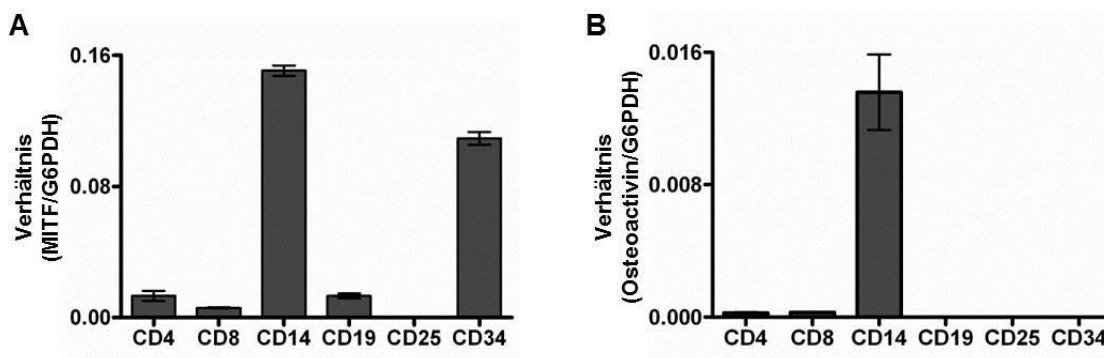 A
Verhältnis
(MITF/G6PDH)
0.16
0.08
0.00
CD4 CD8 CD14 CD19 CD25 CD34
B
Verhältnis
(Osteoactivin/G6PDH)
0.016
0.008
0.000
CD4 CD8 CD14 CD19 CD25 CD34